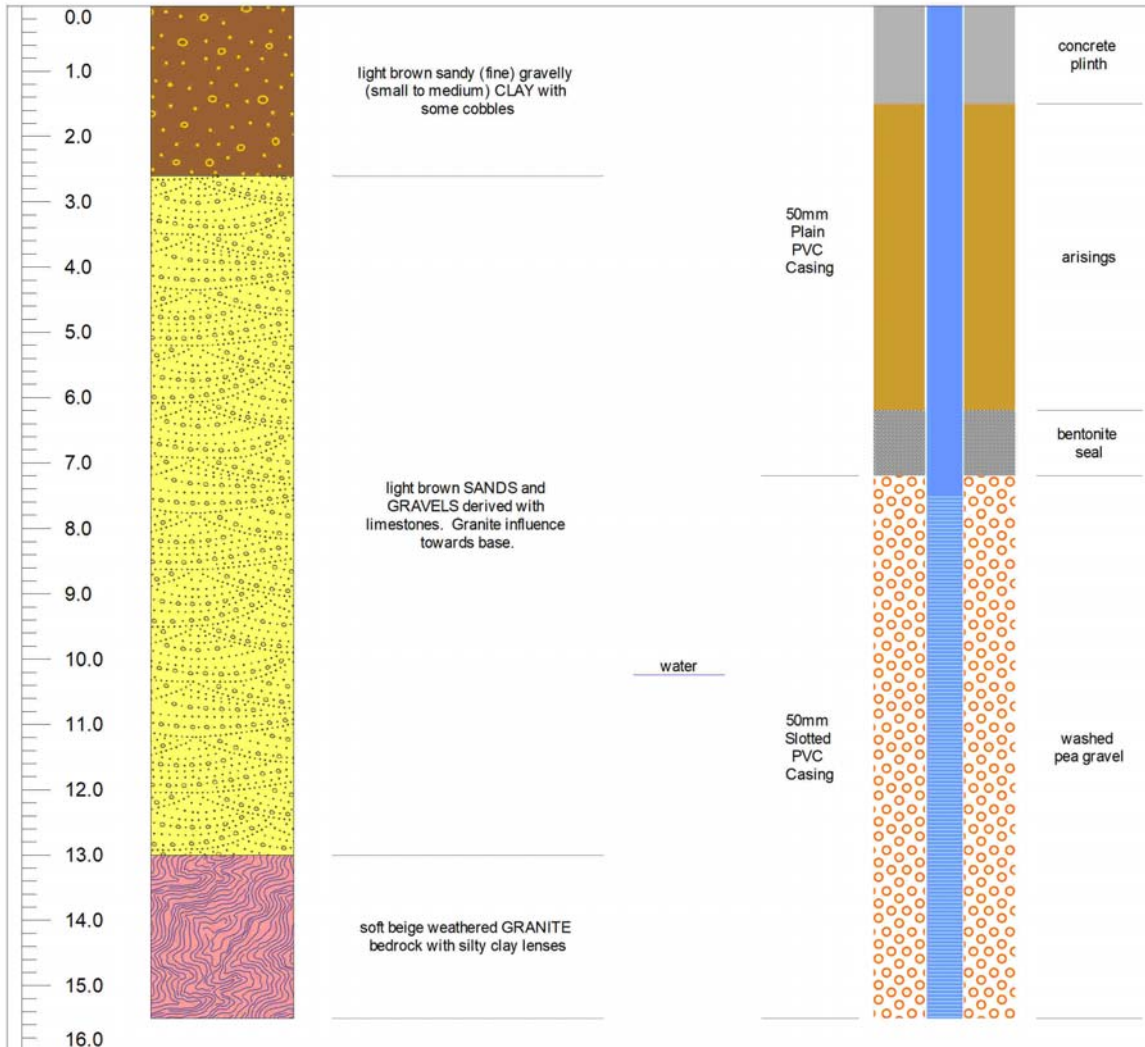 0.0
1.0
2.0
3.0
4.0
5.0
6.0
7.0
8.0
9.0
10.0
11.0
12.0
13.0
14.0
15.0
16.0
light brown sandy (fine) gravelly
(small to medium) CLAY with
some cobbles
light brown SANDS and
GRAVELS derived with
limestones. Granite influence
towards base.
soft beige weathered GRANITE
bedrock with silty clay lenses
water
50mm
Plain
PVC
Casing
50mm
Slotted
PVC
Casing
concrete
plinth
arisings
bentonite
seal
washed
pea gravel